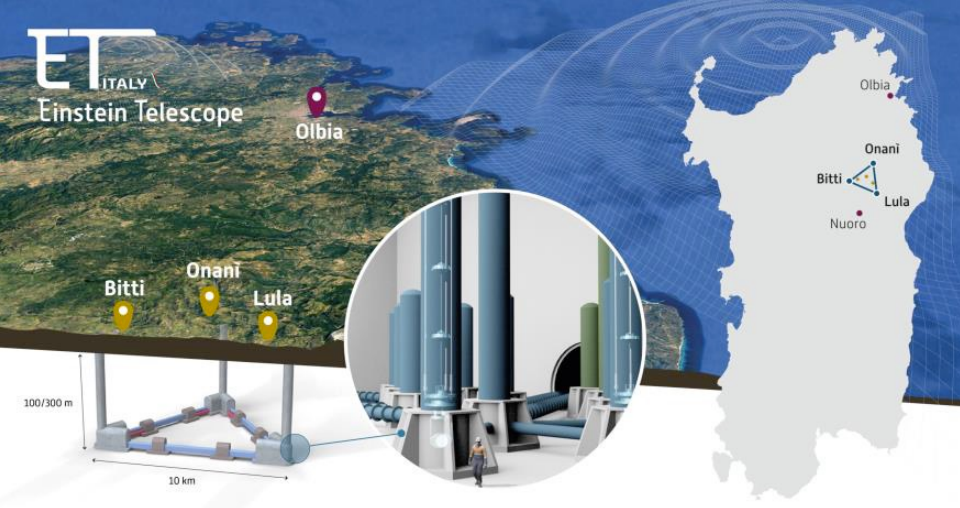 ET
ITALY
Einstein Telescope
Olbia
Bitti
Onanì
Lula
100/300 m
10 km
Olbia
Onanì
Bitti
Lula
Nuoro